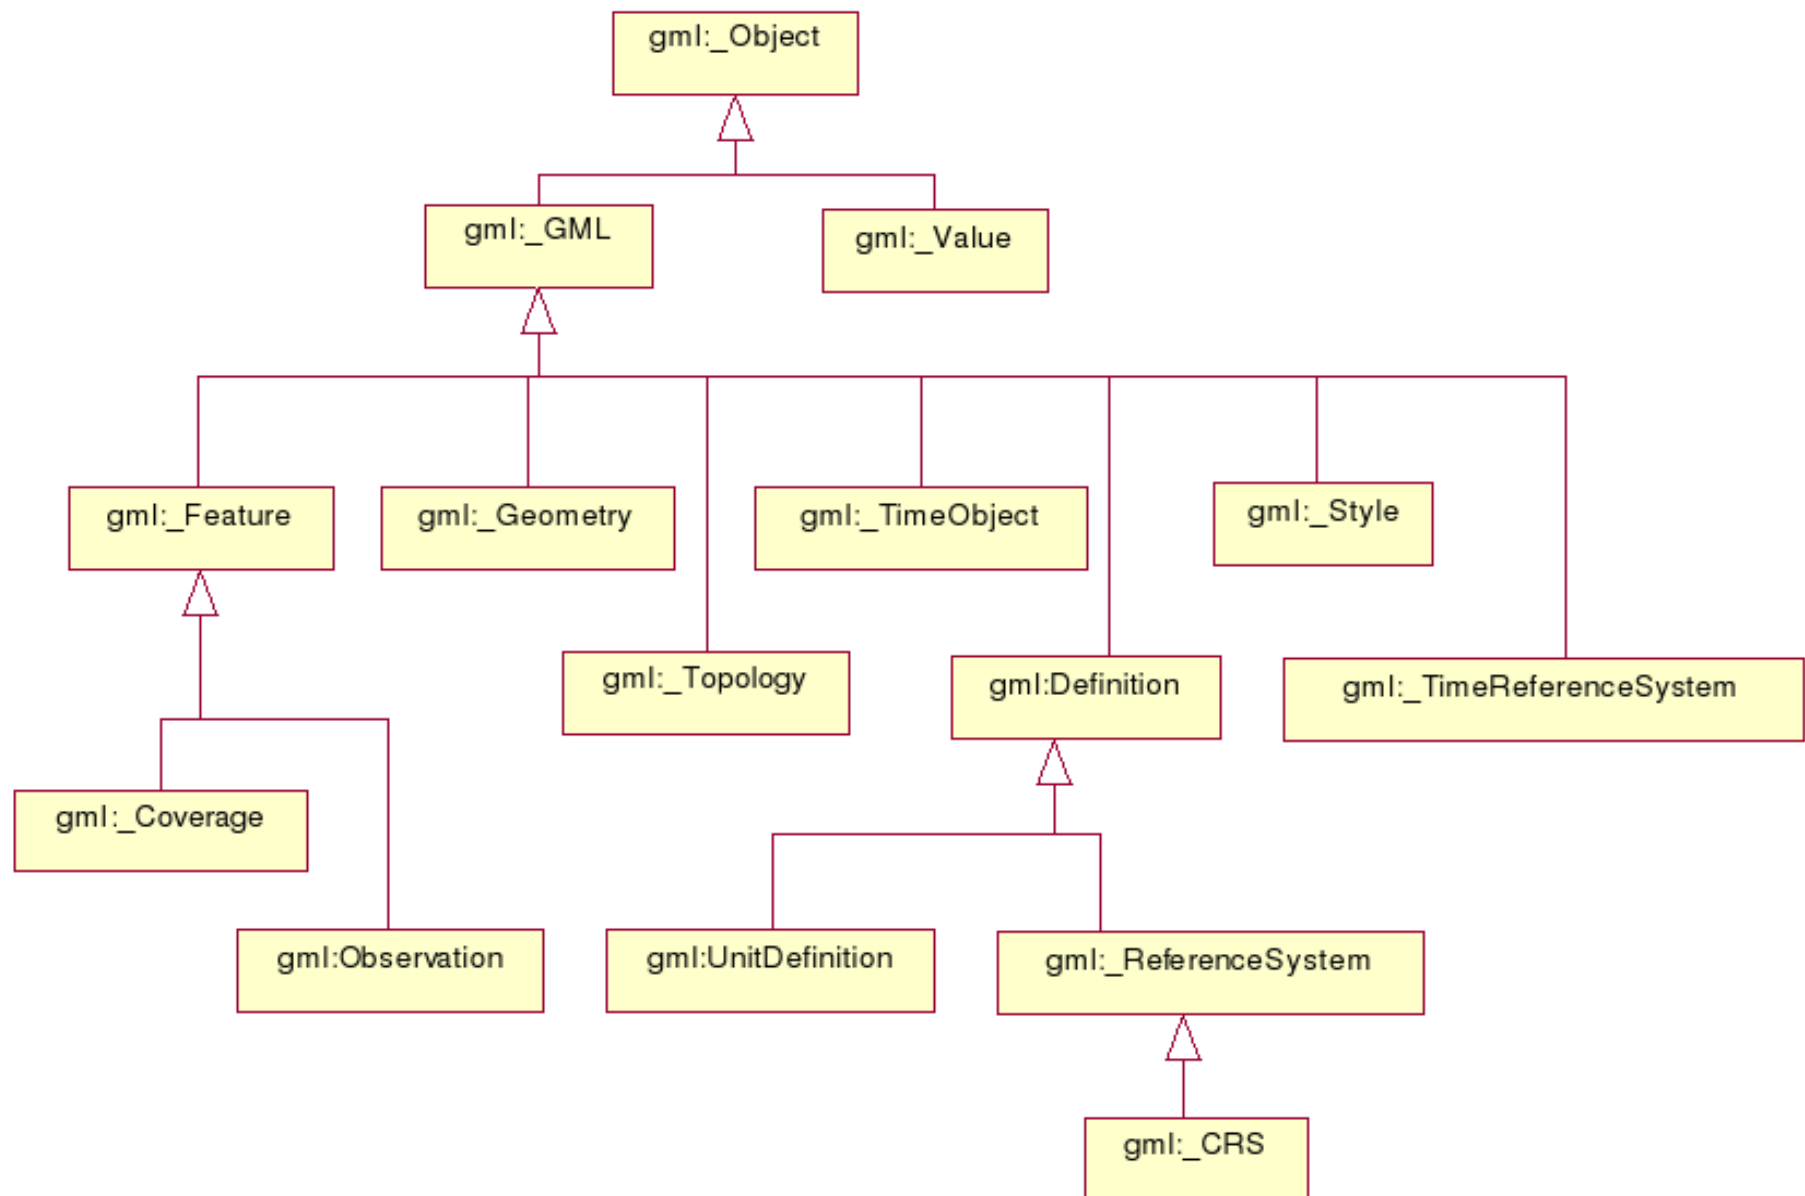 gml:_Object
gml:_GML
gml:_Value
gml:_Feature
gml:_Geometry
gml:_TimeObject
gml:_Style
gml:_Topology
gml:Definition
gml:_TimeReferenceSystem
gml:_Coverage
gml:Observation
gml:UnitDefinition
gml:_ReferenceSystem
gml:_CRS